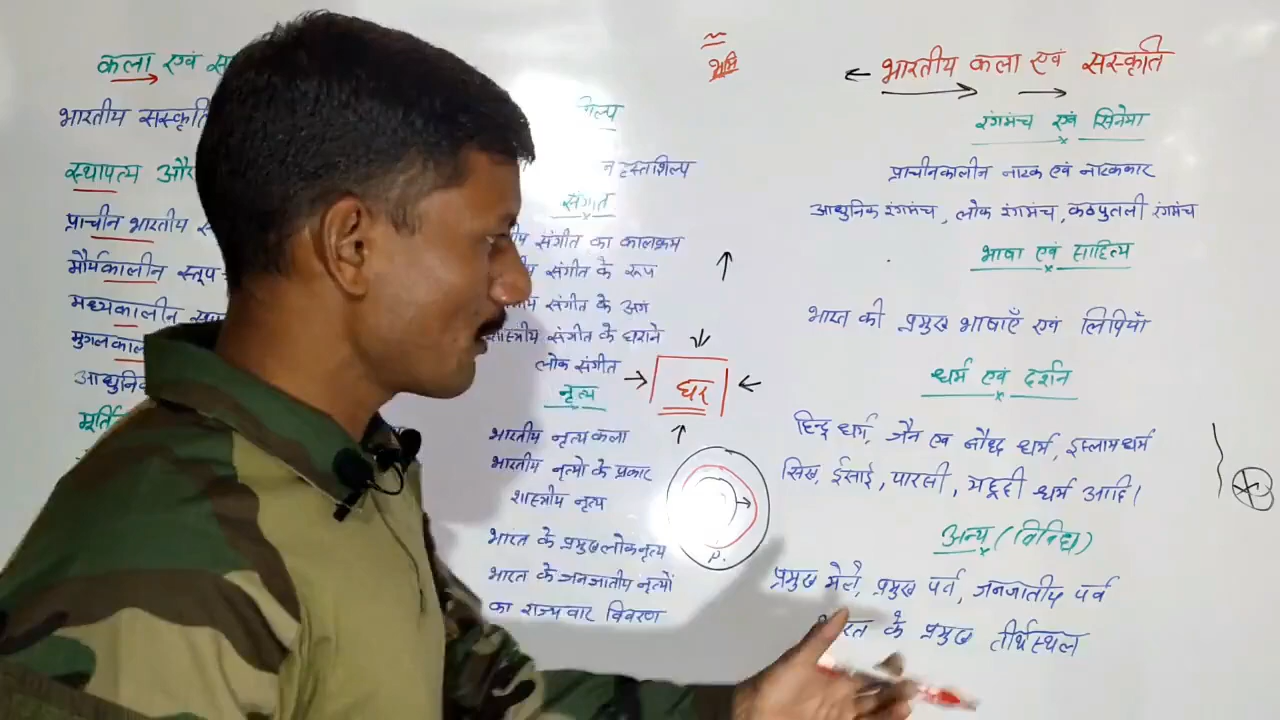 कला एवं
भारतीय संस्कृति
स्थापत्य और
प्राचीन भारतीय
मौर्यकालीन स्तूप
मध्यकालीन
मुगलकाल
आधुनिक
मूर्ति
हस्तशिल्प
संगीत
संगीत का कालक्रम
संगीत के रूप
संगीत के अंग
शास्त्रीय संगीत के घराने
लोक संगीत
नृत्य
भारतीय नृत्य कला
भारतीय नृत्यों के प्रकार
शास्त्रीय नृत्य
भारत के प्रमुख लोकनृत्य
भारत के जनजातीय नृत्यों
का राज्यवार विवरण
भूमि
घर
P.
भारतीय कला एवं संस्कृति
रंगमंच एवं सिनेमा
प्राचीनकालीन नाटक एवं नाटककार
आधुनिक रंगमंच, लोक रंगमंच, कठपुतली रंगमंच
भाषा एवं साहित्य
भारत की प्रमुख भाषाएँ एवं लिपियाँ
धर्म एवं दर्शन
हिन्दू धर्म, जैन एवं बौद्ध धर्म, इस्लाम धर्म
सिख, ईसाई, पारसी, यहूदी धर्म आदि।
अन्य (विविध)
प्रमुख मेलें, प्रमुख पर्व, जनजातीय पर्व
भारत के प्रमुख तीर्थस्थल